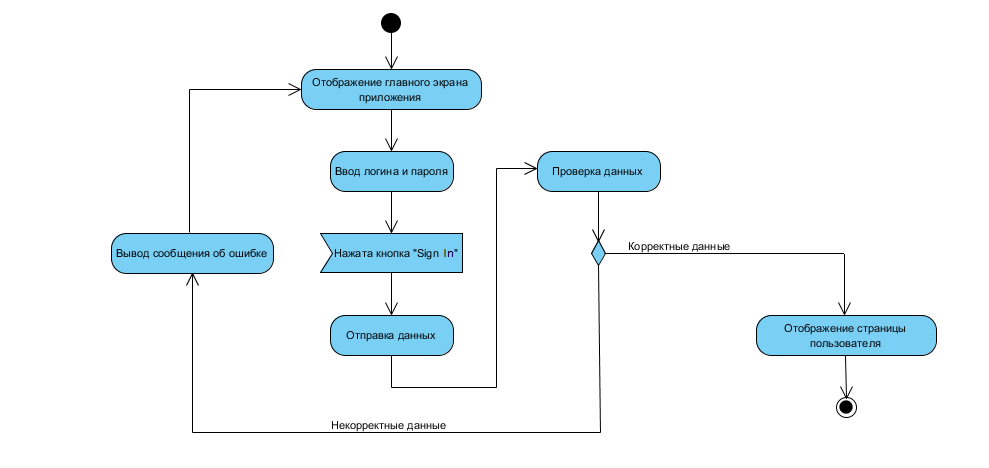 Отображение главного экрана
приложения
Ввод логина и пароля
Проверка данных
Корректные данные
Вывод сообщения об ошибке
Нажата кнопка "Sign In"
Отправка данных
Отображение страницы
пользователя
Некорректные данные